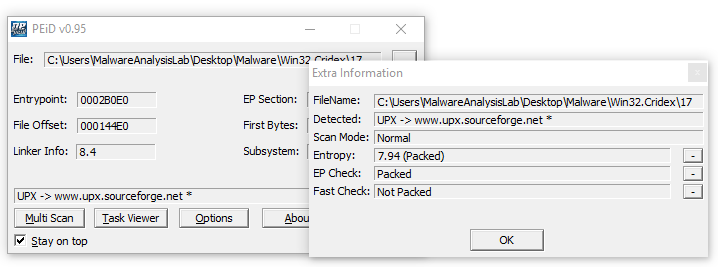 PEiD v0.95
File: C:\Users\MalwareAnalysisLab\Desktop\Malware\Win32.Cridex\17
Entrypoint: 0002B0E0 EP Section:
File Offset: 000144E0 First Bytes:
Linker Info: 8.4 Subsystem:
UPX -> www.upx.sourceforge.net *
Multi Scan Task Viewer Options
Stay on top
Extra Information
FileName: C:\Users\MalwareAnalysisLab\Desktop\Malware\Win32.Cridex\17
Detected: UPX -> www.upx.sourceforge.net *
Scan Mode: Normal
Entropy: 7.94 (Packed) -
EP Check: Packed -
Fast Check: Not Packed -
OK